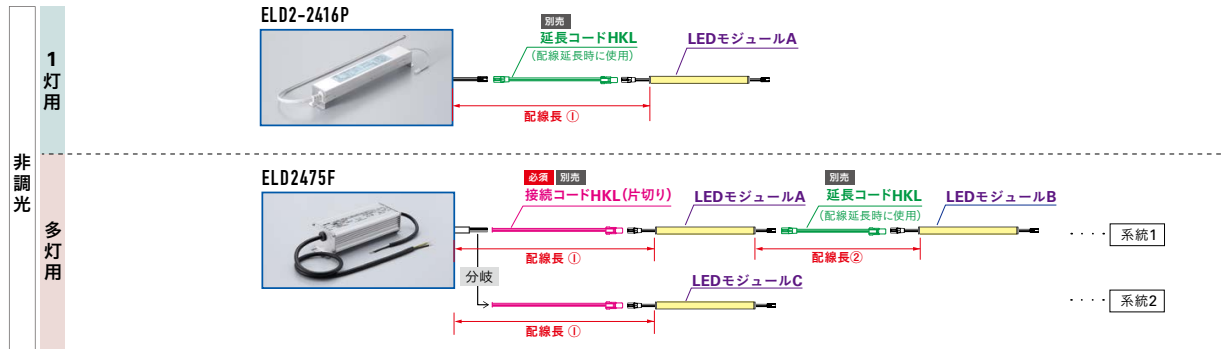 非調光
1灯用
ELD2-2416P
別売
延長コードHKL
(配線延長時に使用)
LEDモジュールA
配線長①
多灯用
ELD2475F
必須 別売
接続コードHKL(片切り)
LEDモジュールA
別売
延長コードHKL
(配線延長時に使用)
LEDモジュールB
・・・・ 系統1
配線長①
配線長②
分岐
LEDモジュールC
・・・・ 系統2
配線長①